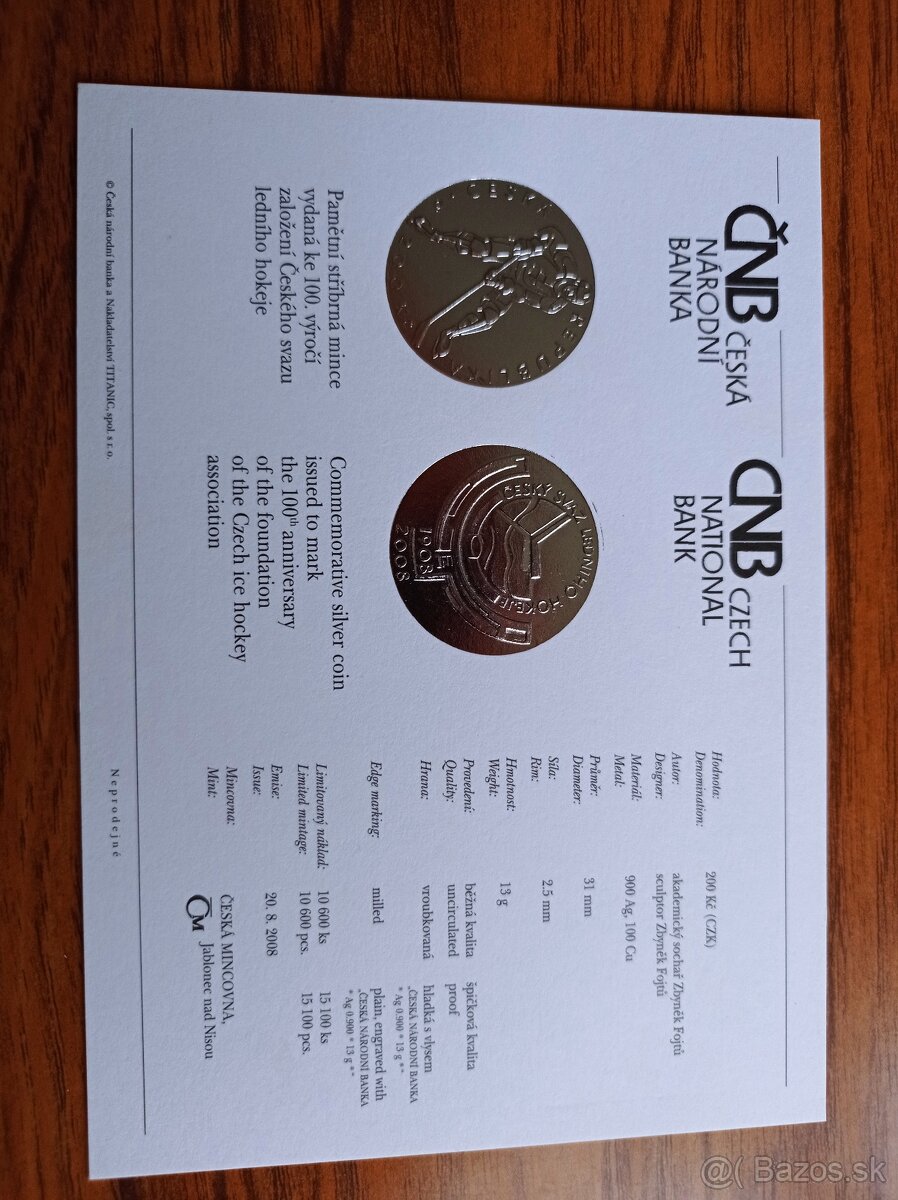 ČNB ČESKÁ
NÁRODNÍ
BANKA
CNB CZECH
NATIONAL
BANK
ČESKÁ REPUBLIKA
ČESKÝ SVAZ LEDNÍHO HOKEJE
1908
2008
Pamětní stříbrná mince
vydaná ke 100. výročí
založení Českého svazu
ledního hokeje
Commemorative silver coin
issued to mark
the 100th anniversary
of the foundation
of the Czech ice hockey
association
Hodnota:
Denomination: 200 Kč (CZK)
Autor: akademický sochař Zbyněk Fojtů
Designer: sculptor Zbyněk Fojtů
Materiál:
Metal: 900 Ag, 100 Cu
Průměr:
Diameter: 31 mm
Síla:
Rim: 2.5 mm
Hmotnost:
Weight: 13 g
Provedení: běžná kvalita špičková kvalita
Quality: uncirculated proof
Hrana: vroubkovaná hladká s vlysem
„ČESKÁ NÁRODNÍ BANKA
* Ag 0.900 * 13 g *“
Edge marking: milled plain, engraved with
„ČESKÁ NÁRODNÍ BANKA
* Ag 0.900 * 13 g *“
Limitovaný náklad: 10 600 ks 15 100 ks
Limited mintage: 10 600 pcs. 15 100 pcs.
Emise:
Issue: 20. 8. 2008
Mincovna: ČESKÁ MINCOVNA,
Mint: ČM Jablonec nad Nisou
© Česká národní banka a Nakladatelství TITANIC, spol. s r. o.
Neprodejné
@( Bazos.sk